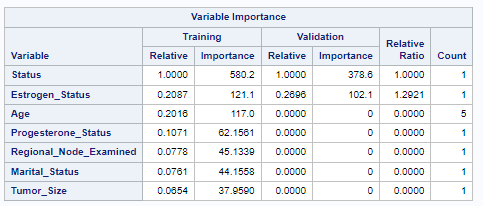 Variable Importance
Training Validation
Relative
Variable Relative Importance Relative Importance Ratio Count
Status 1.0000 580.2 1.0000 378.6 1.0000 1
Estrogen_Status 0.2087 121.1 0.2696 102.1 1.2921 1
Age 0.2016 117.0 0.0000 0 0.0000 5
Progesterone_Status 0.1071 62.1561 0.0000 0 0.0000 1
Regional_Node_Examined 0.0778 45.1339 0.0000 0 0.0000 1
Marital_Status 0.0761 44.1558 0.0000 0 0.0000 1
Tumor_Size 0.0654 37.9590 0.0000 0 0.0000 1